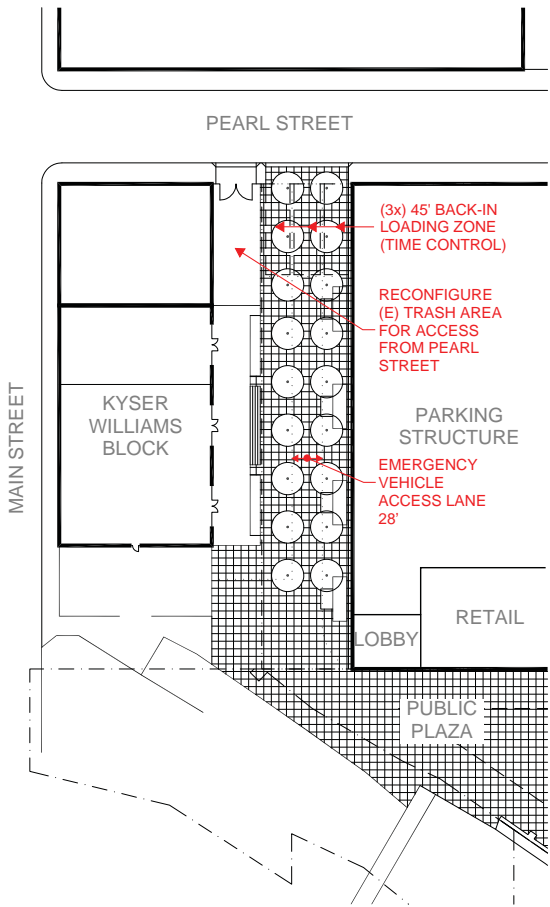 PEARL STREET
(3x) 45' BACK-IN
LOADING ZONE
(TIME CONTROL)
RECONFIGURE
(E) TRASH AREA
FOR ACCESS
FROM PEARL
STREET
MAIN STREET
KYSER
WILLIAMS
BLOCK
PARKING
STRUCTURE
EMERGENCY
VEHICLE
ACCESS LANE
28'
RETAIL
LOBBY
PUBLIC
PLAZA